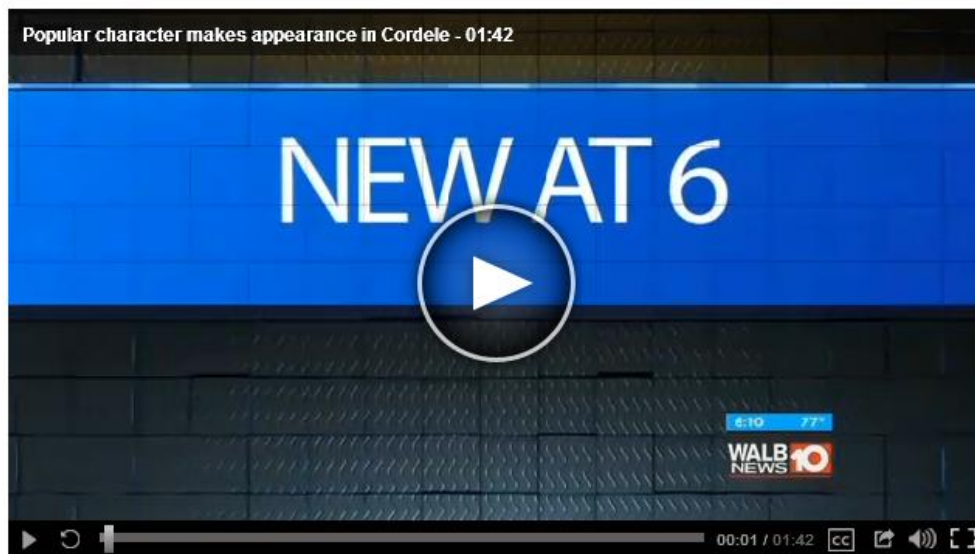 Popular character makes appearance in Cordele - 01:42
NEW AT 6
6:10 77°
WALB 10
NEWS
00:01 / 01:42 CC